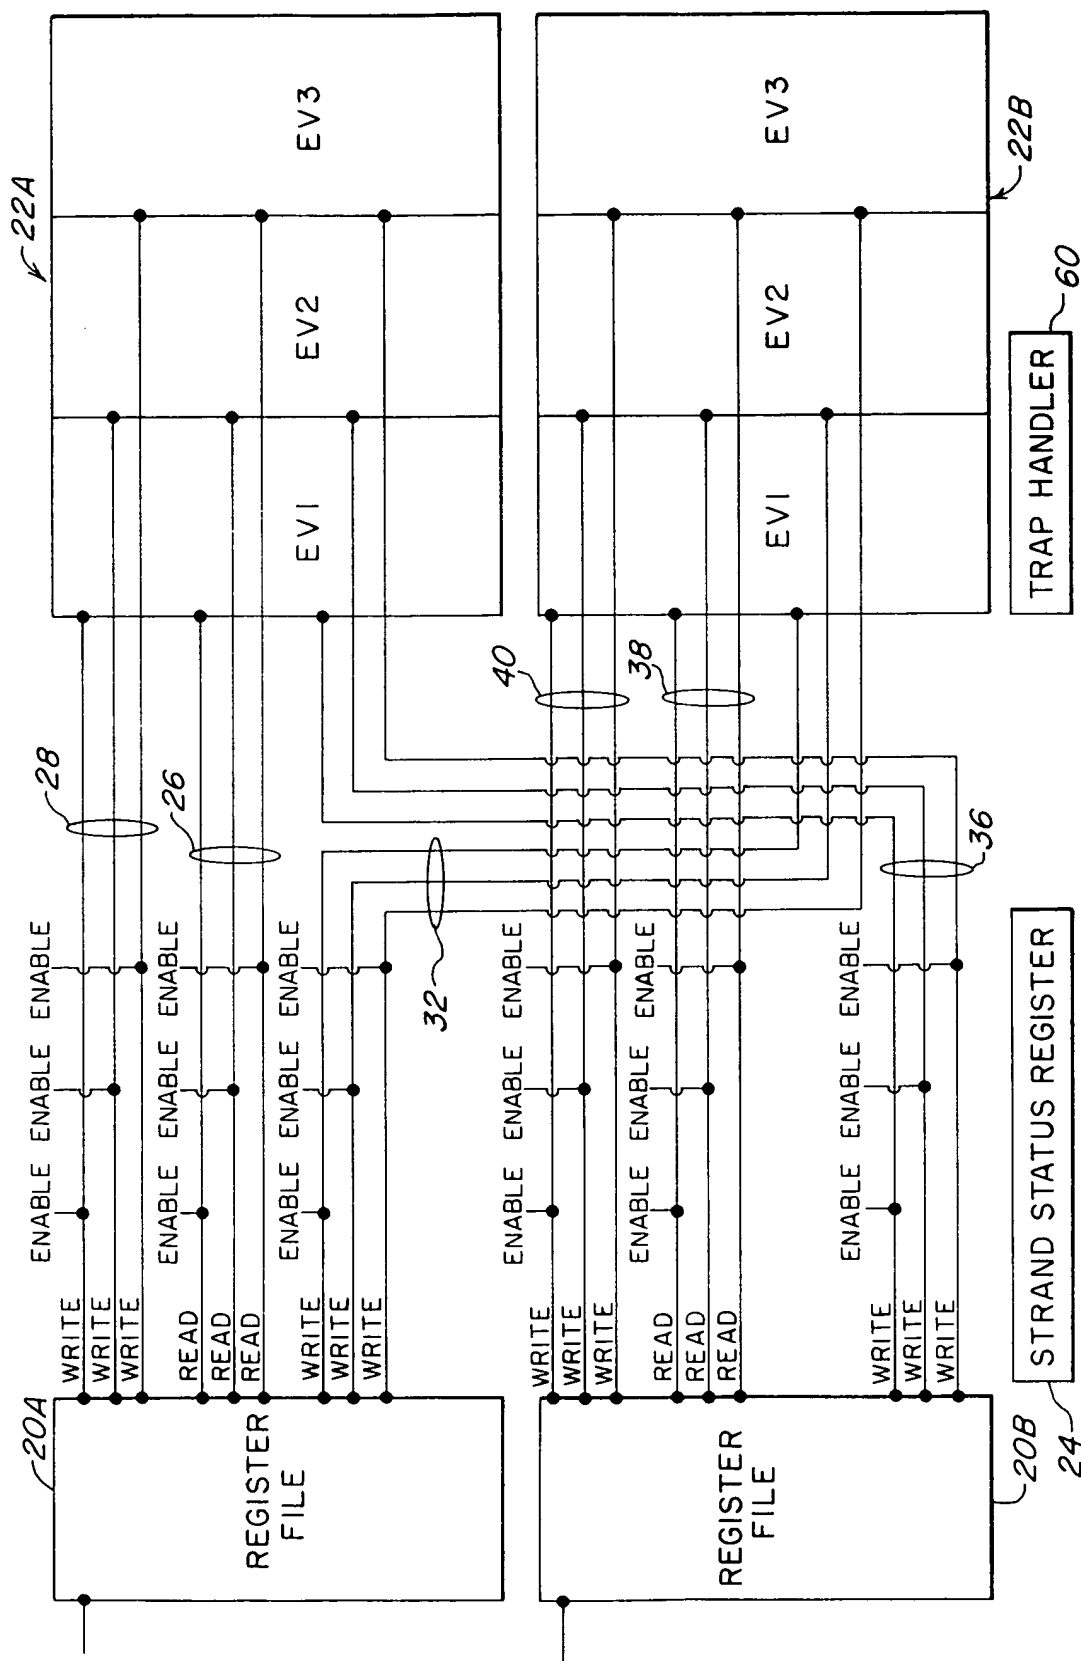 20A
REGISTER
FILE
WRITE
WRITE
WRITE
READ
READ
READ
WRITE
WRITE
WRITE
ENABLE ENABLE ENABLE
ENABLE ENABLE ENABLE
ENABLE ENABLE ENABLE
28
26
32
22A
EV1
EV2
EV3
20B
REGISTER
FILE
WRITE
WRITE
WRITE
READ
READ
READ
WRITE
WRITE
WRITE
ENABLE ENABLE ENABLE
ENABLE ENABLE ENABLE
ENABLE ENABLE ENABLE
40
38
36
EV1
EV2
EV3
22B
24
STRAND STATUS REGISTER
TRAP HANDLER
60